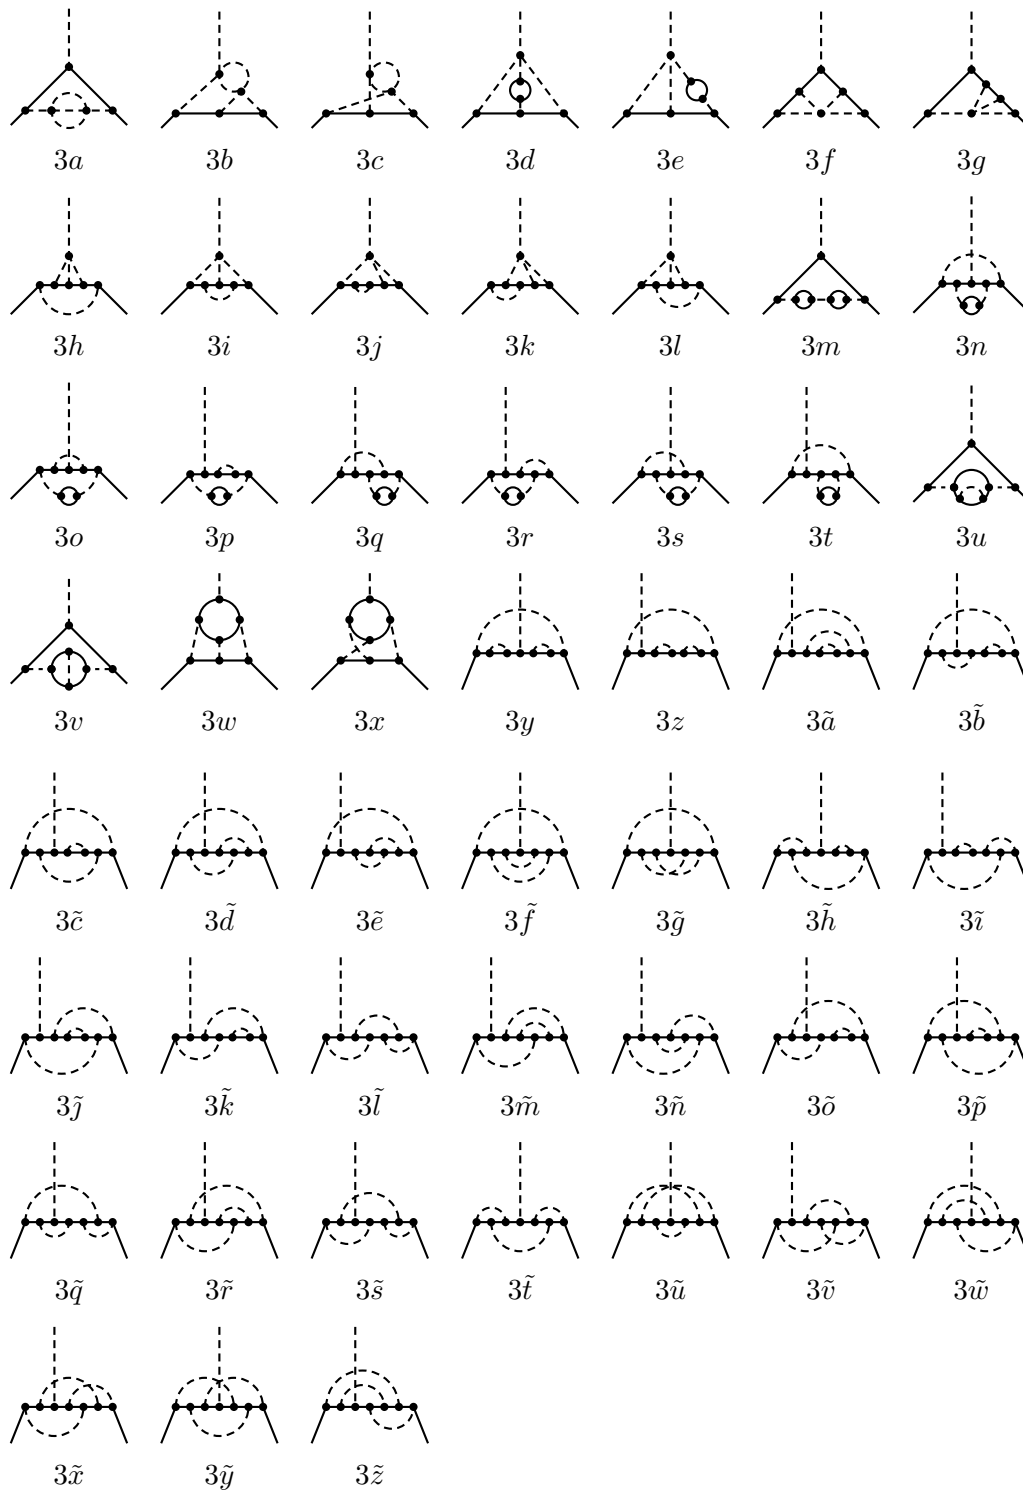 3a 3b 3c 3d 3e 3f 3g
3h 3i 3j 3k 3l 3m 3n
3o 3p 3q 3r 3s 3t 3u
3v 3w 3x 3y 3z 3ã 3b̃
3c̃ 3d̃ 3ẽ 3f̃ 3g̃ 3h̃ 3ĩ
3j̃ 3k̃ 3l̃ 3m̃ 3ñ 3õ 3p̃
3q̃ 3r̃ 3s̃ 3t̃ 3ũ 3ṽ 3w̃
3x̃ 3ỹ 3z̃